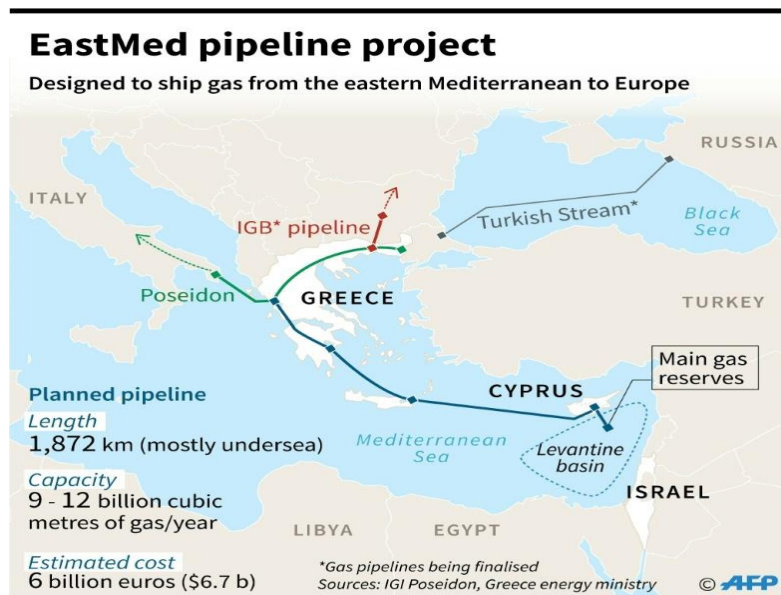 EastMed pipeline project
Designed to ship gas from the eastern Mediterranean to Europe
RUSSIA
ITALY
IGB* pipeline
Turkish Stream*
Black
Sea
Poseidon
GREECE
TURKEY
Main gas
reserves
CYPRUS
Planned pipeline
Length
1,872 km (mostly undersea)
Mediterranean
Sea
Levantine
basin
Capacity
9 - 12 billion cubic
metres of gas/year
ISRAEL
LIBYA
EGYPT
Estimated cost
6 billion euros ($6.7 b)
*Gas pipelines being finalised
Sources: IGI Poseidon, Greece energy ministry
© AFP